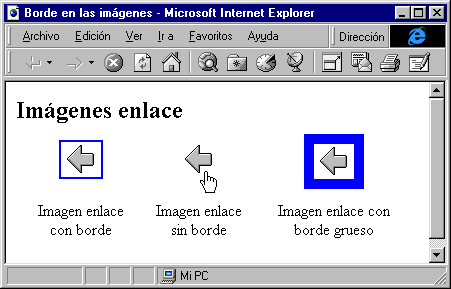 Borde en las imágenes - Microsoft Internet Explorer
Archivo Edición Ver Ir a Favoritos Ayuda Dirección
Imágenes enlace
Imagen enlace con borde
Imagen enlace sin borde
Imagen enlace con borde grueso
Mi PC